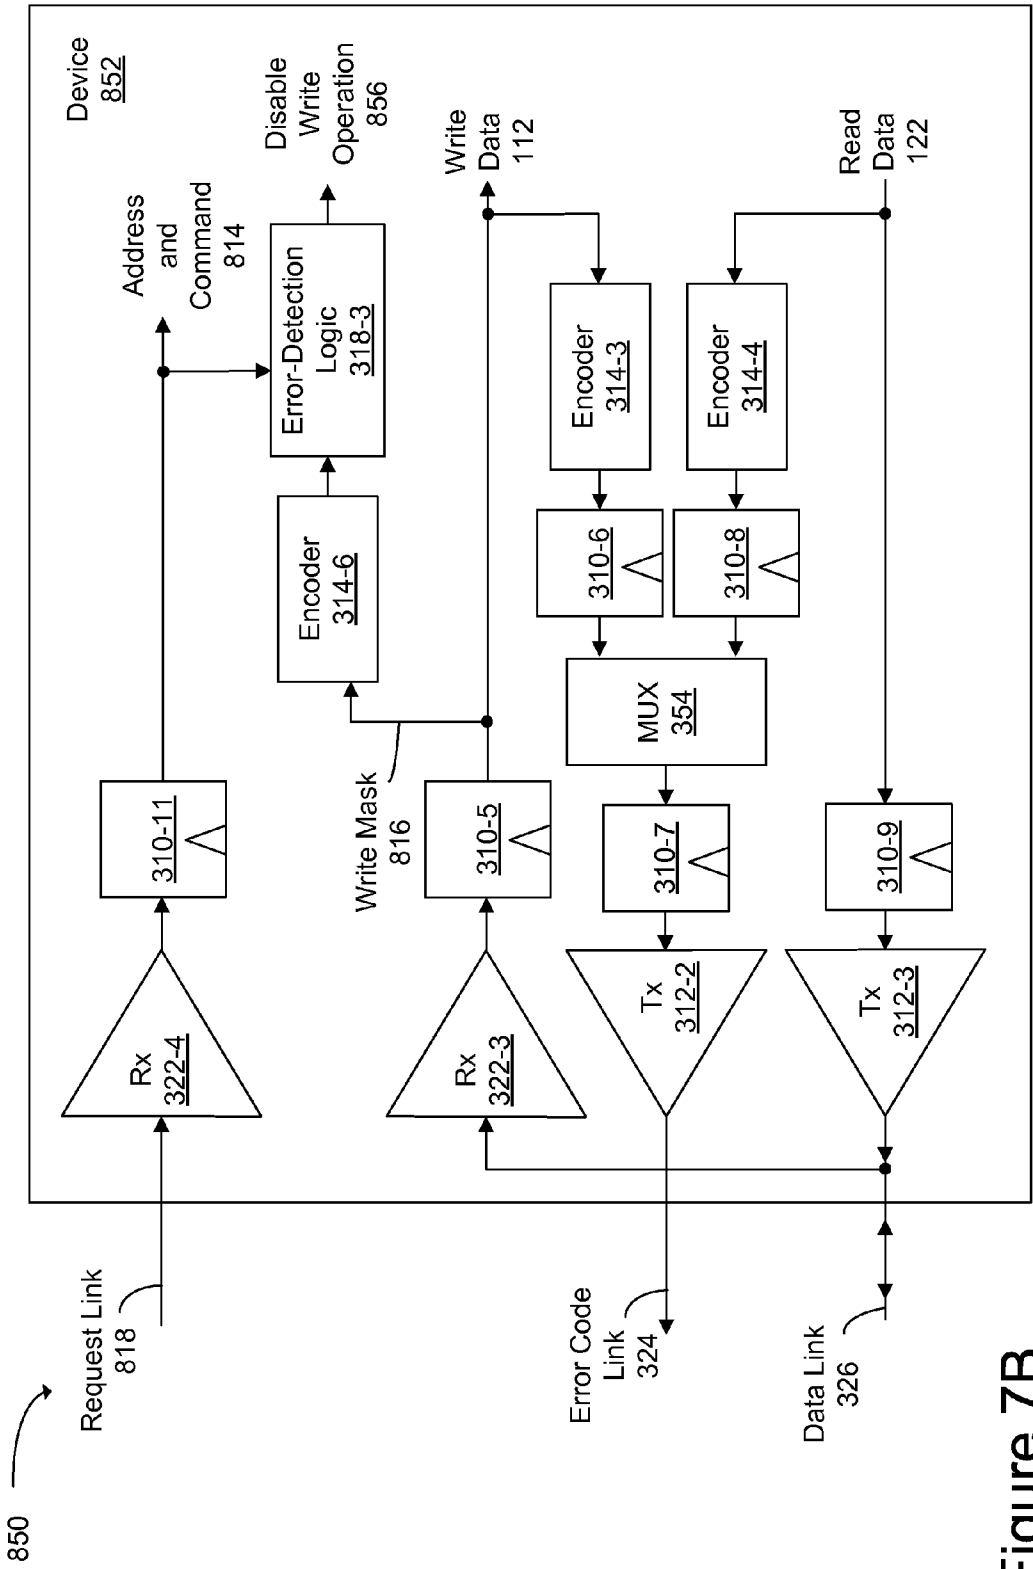 850
Device
852
Request Link
818
Rx
322-4
310-11
Address
and
Command
814
Write Mask
816
Encoder
314-6
Error-Detection
Logic
318-3
Disable
Write
Operation
856
Rx
322-3
310-5
Write
Data
112
Error Code
Link
324
Tx
312-2
310-7
MUX
354
310-6
Encoder
314-3
310-8
Encoder
314-4
Data Link
326
Tx
312-3
310-9
Read
Data
122
Figure 7B